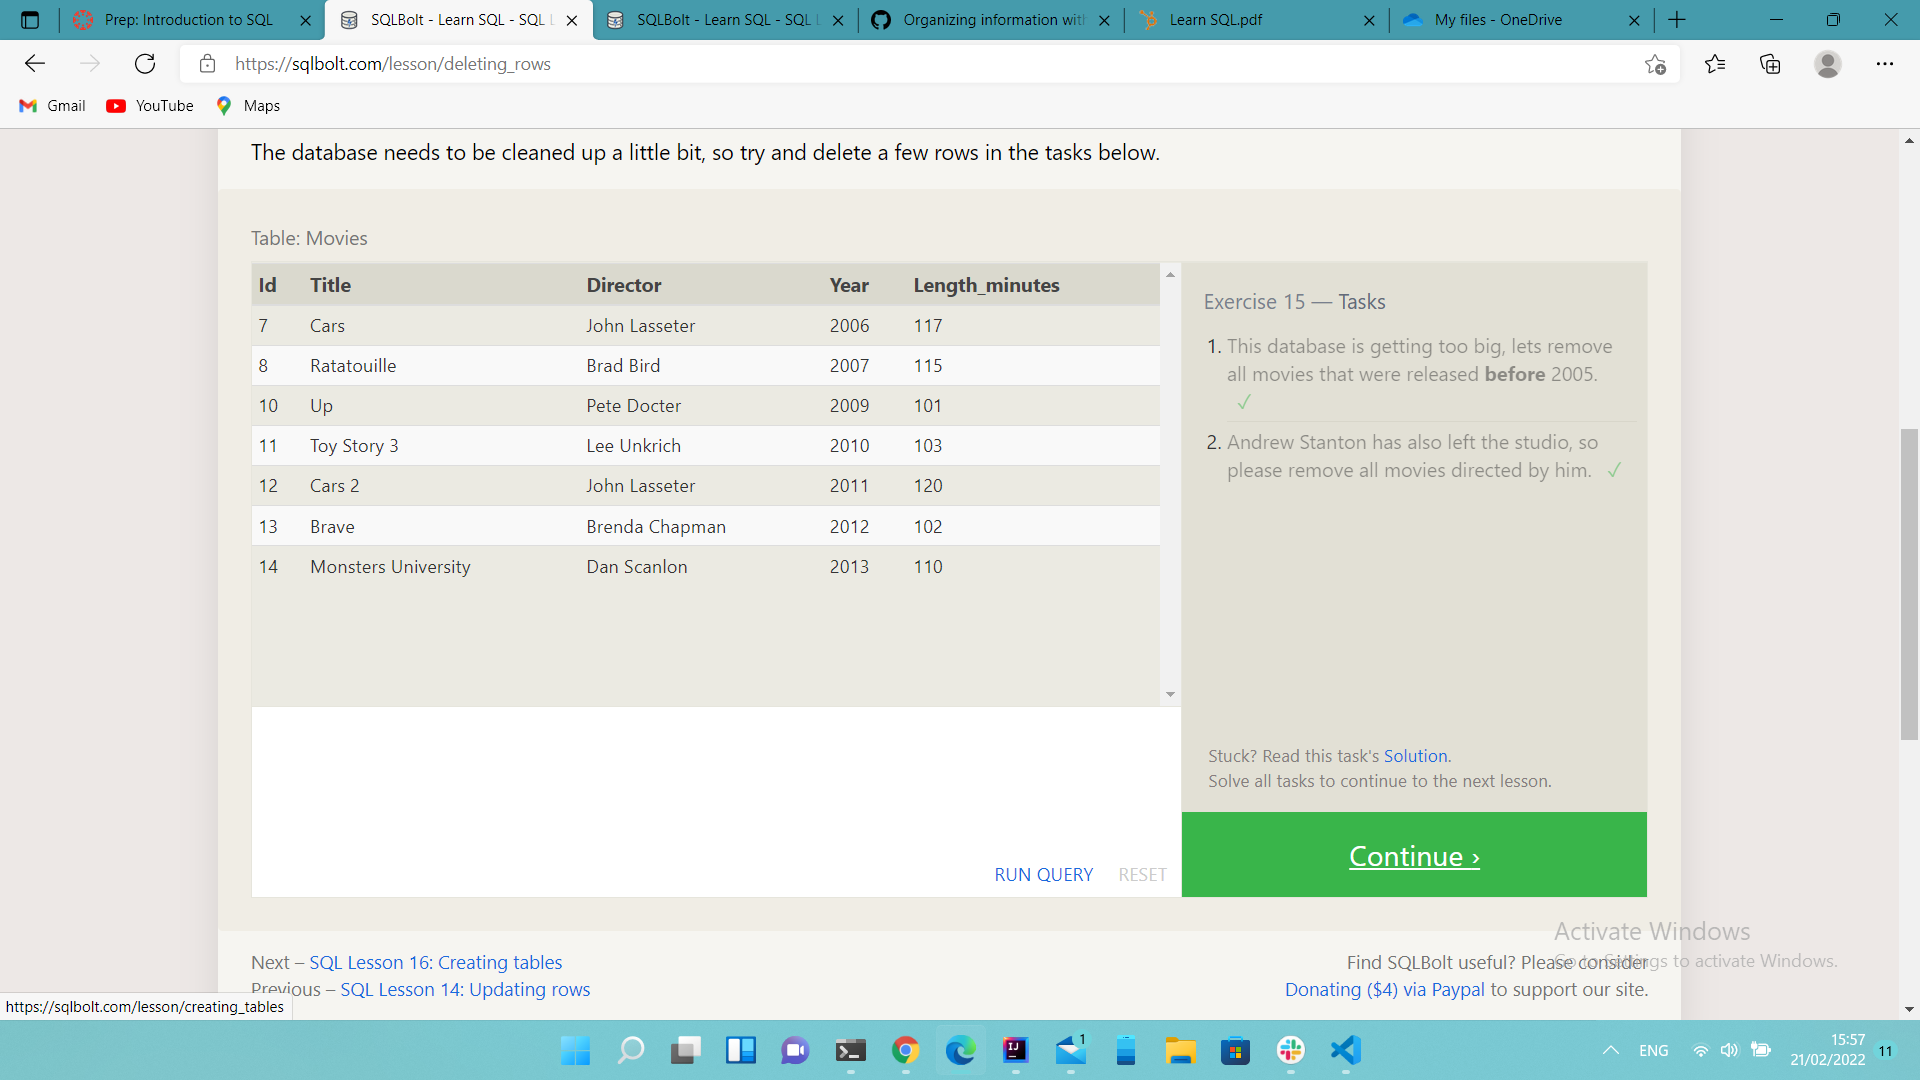 Prep: Introduction to SQL
SQLBolt - Learn SQL - SQL L
SQLBolt - Learn SQL - SQL L
Organizing information with
Learn SQL.pdf
My files - OneDrive
https://sqlbolt.com/lesson/deleting_rows
Gmail YouTube Maps
The database needs to be cleaned up a little bit, so try and delete a few rows in the tasks below.
Table: Movies
Id Title Director Year Length_minutes
7 Cars John Lasseter 2006 117
8 Ratatouille Brad Bird 2007 115
10 Up Pete Docter 2009 101
11 Toy Story 3 Lee Unkrich 2010 103
12 Cars 2 John Lasseter 2011 120
13 Brave Brenda Chapman 2012 102
14 Monsters University Dan Scanlon 2013 110
Exercise 15 — Tasks
1. This database is getting too big, lets remove
all movies that were released before 2005.
✓
2. Andrew Stanton has also left the studio, so
please remove all movies directed by him. ✓
Stuck? Read this task's Solution.
Solve all tasks to continue to the next lesson.
RUN QUERY RESET
Continue ›
Next – SQL Lesson 16: Creating tables
Previous – SQL Lesson 14: Updating rows
Find SQLBolt useful? Please consider
Donating ($4) via Paypal to support our site.
Activate Windows
Go to Settings to activate Windows.
https://sqlbolt.com/lesson/creating_tables
IJ
1
ENG
15:57
21/02/2022
11